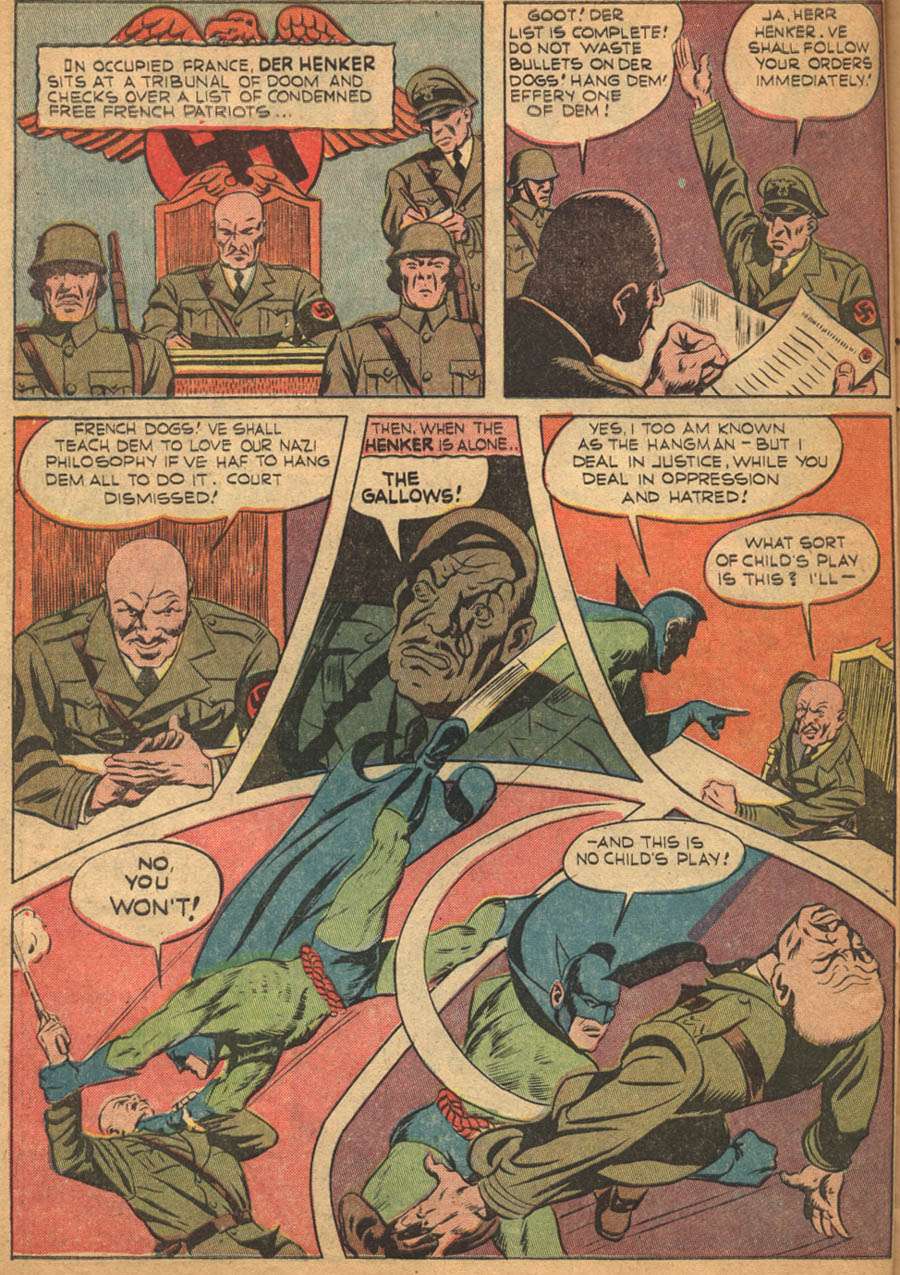 IN OCCUPIED FRANCE, DER HENKER
SITS AT A TRIBUNAL OF DOOM AND
CHECKS OVER A LIST OF CONDEMNED
FREE FRENCH PATRIOTS...
GOOT! DER
LIST IS COMPLETE!
DO NOT WASTE
BULLETS ON DER
DOGS! HANG DEM!
EFFERY ONE
OF DEM!
JA, HERR
HENKER. VE
SHALL FOLLOW
YOUR ORDERS
IMMEDIATELY!
FRENCH DOGS! VE SHALL
TEACH DEM TO LOVE OUR NAZI
PHILOSOPHY IF VE HAF TO HANG
DEM ALL TO DO IT. COURT
DISMISSED!
THEN, WHEN THE
HENKER IS ALONE..
THE
GALLOWS!
YES, I TOO AM KNOWN
AS THE HANGMAN - BUT I
DEAL IN JUSTICE, WHILE YOU
DEAL IN OPPRESSION
AND HATRED!
WHAT SORT
OF CHILD'S PLAY
IS THIS? I'LL-
NO,
YOU
WON'T!
-AND THIS IS
NO CHILD'S PLAY!